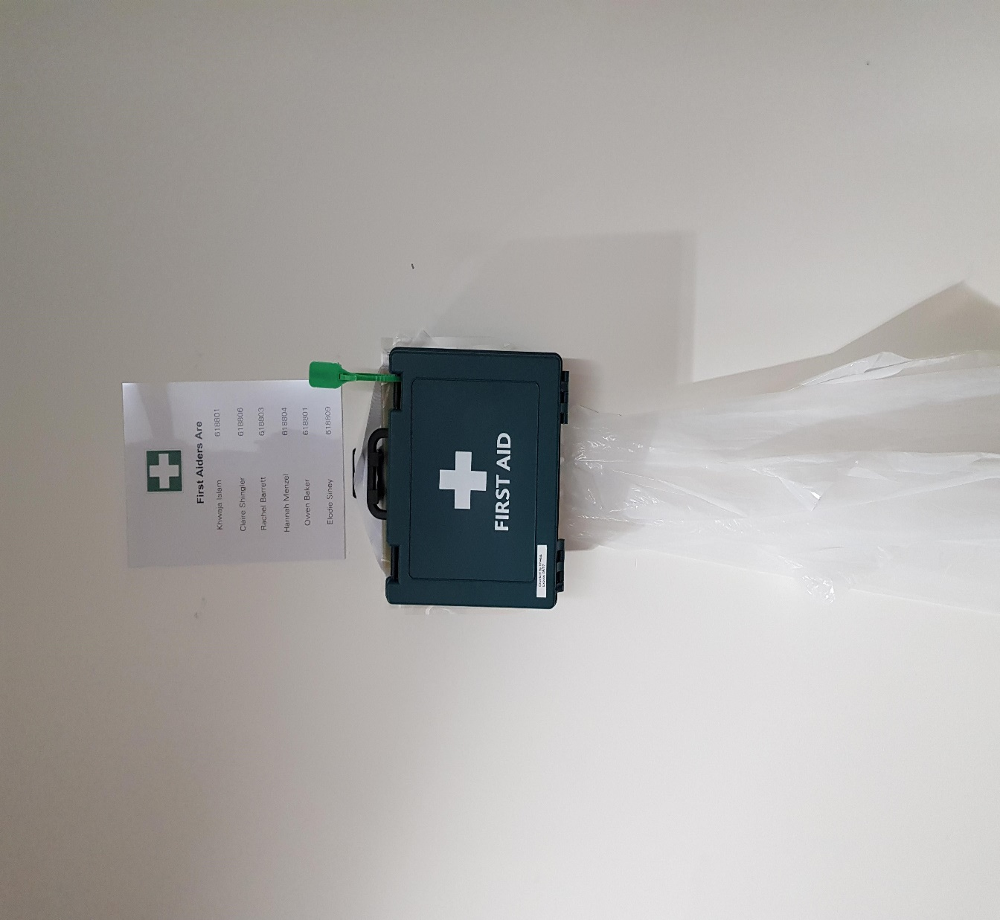 First Aiders Are
Khwaja Islam 618801
Claire Shingler 618806
Rachel Barrett 618803
Hannah Menzel 618804
Owen Baker 618801
Elodie Siney 618809
FIRST AID